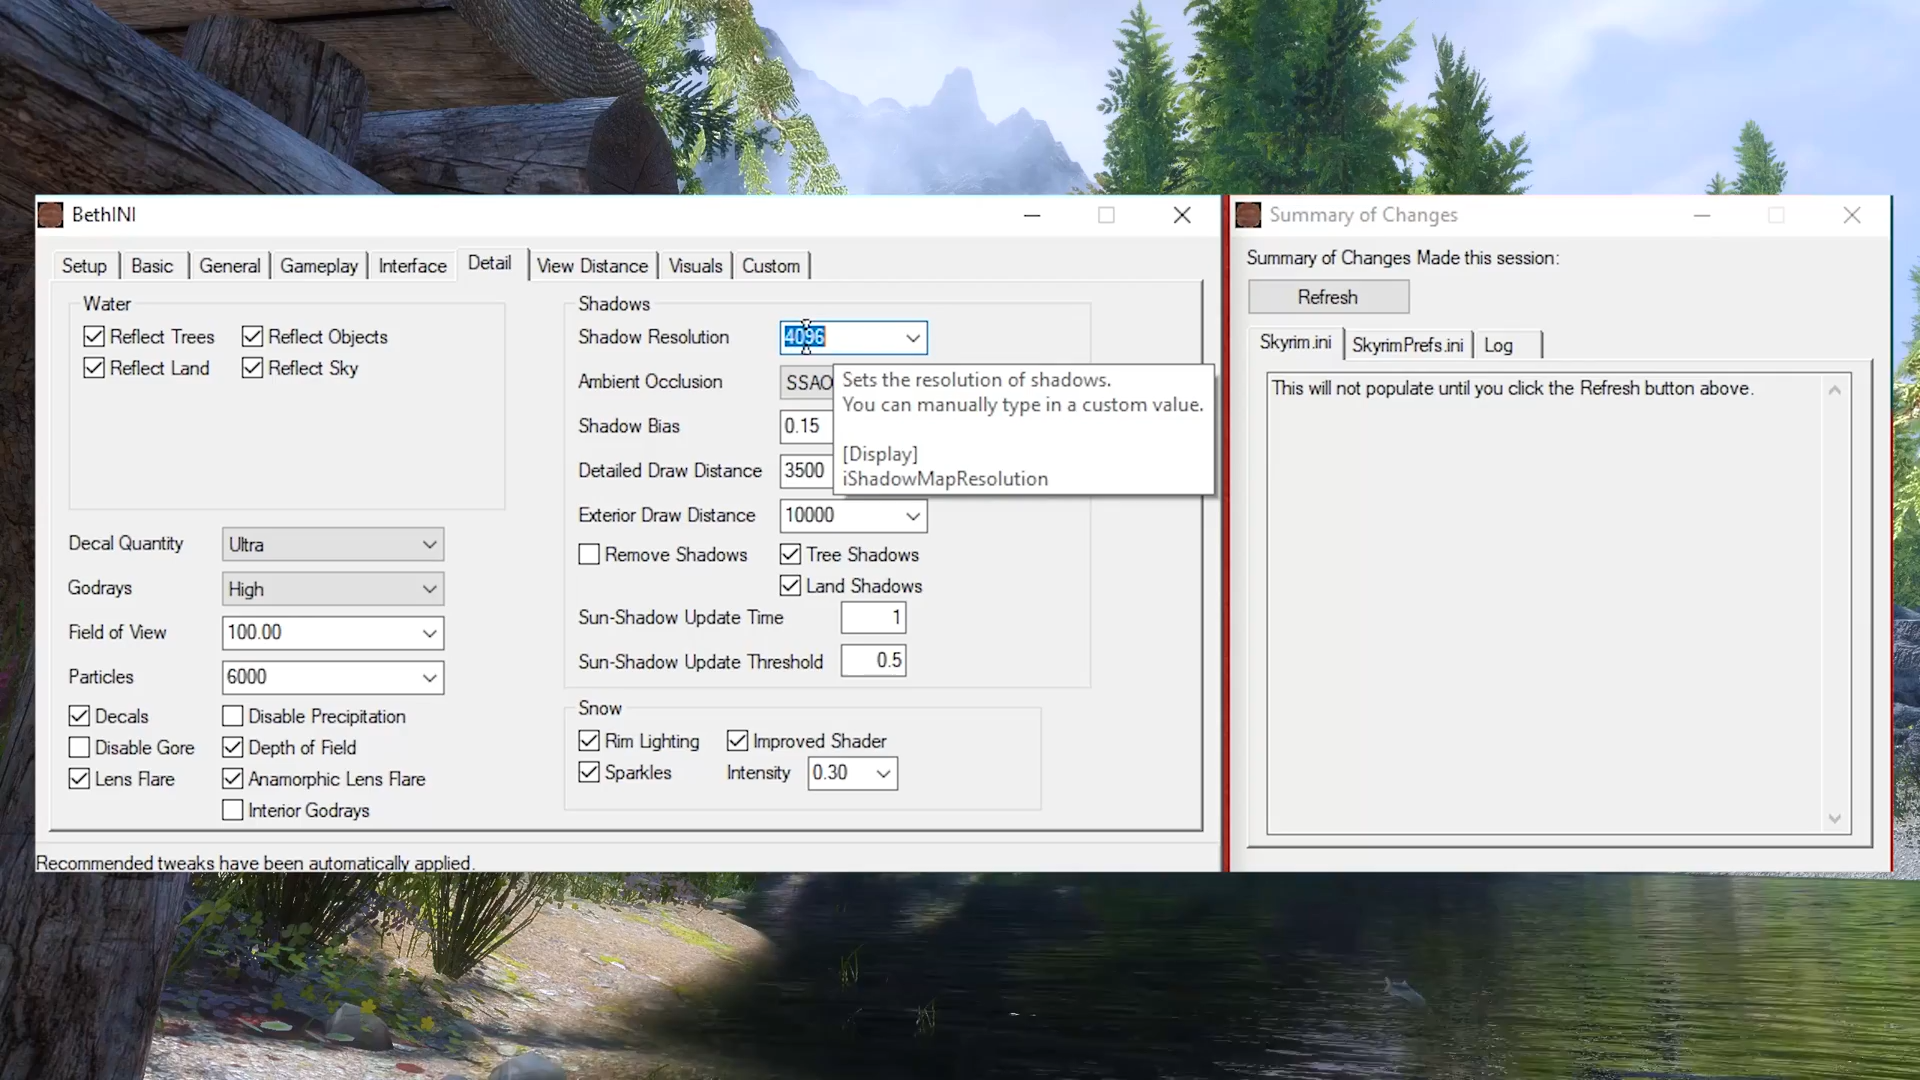 BethINI
Setup
Basic
General
Gameplay
Interface
Detail
View Distance
Visuals
Custom
Water
Reflect Trees
Reflect Objects
Reflect Land
Reflect Sky
Decal Quantity
Ultra
Godrays
High
Field of View
100.00
Particles
6000
Decals
Disable Precipitation
Disable Gore
Depth of Field
Lens Flare
Anamorphic Lens Flare
Interior Godrays
Shadows
Shadow Resolution
4096
Ambient Occlusion
SSAO
Shadow Bias
0.15
Detailed Draw Distance
3500
Exterior Draw Distance
10000
Sets the resolution of shadows.
You can manually type in a custom value.
[Display]
iShadowMapResolution
Remove Shadows
Tree Shadows
Land Shadows
Sun-Shadow Update Time
1
Sun-Shadow Update Threshold
0.5
Snow
Rim Lighting
Improved Shader
Sparkles
Intensity
0.30
Recommended tweaks have been automatically applied.
Summary of Changes
Summary of Changes Made this session:
Refresh
Skyrim.ini
SkyrimPrefs.ini
Log
This will not populate until you click the Refresh button above.